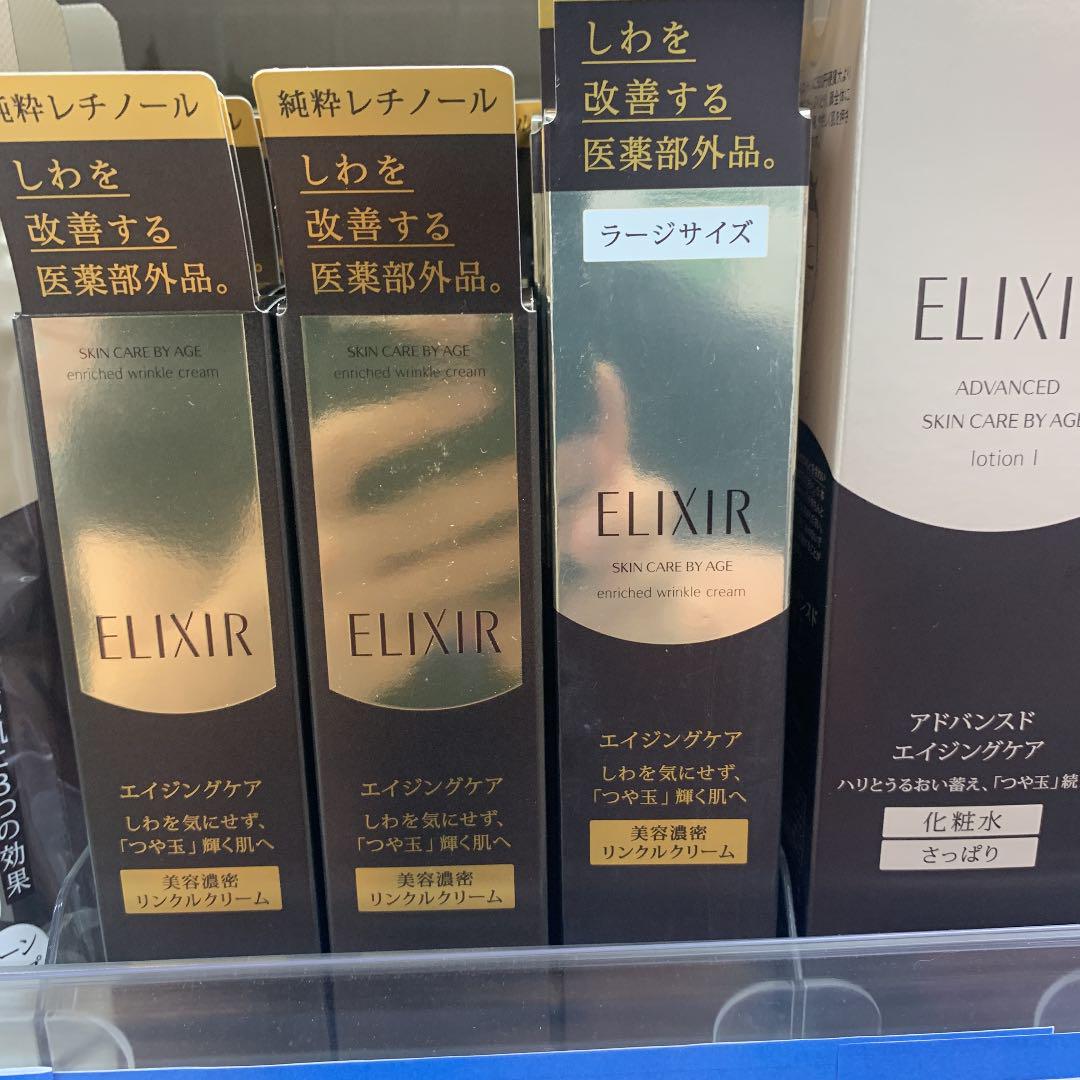 純粋レチノール
しわを
改善する
医薬部外品。
SKIN CARE BY AGE
enriched wrinkle cream
ELIXIR
エイジングケア
しわを気にせず、
「つや玉」輝く肌へ
美容濃密
リンクルクリーム
純粋レチノール
しわを
改善する
医薬部外品。
SKIN CARE BY AGE
enriched wrinkle cream
ELIXIR
エイジングケア
しわを気にせず、
「つや玉」輝く肌へ
美容濃密
リンクルクリーム
しわを
改善する
医薬部外品。
ラージサイズ
ELIXIR
SKIN CARE BY AGE
enriched wrinkle cream
エイジングケア
しわを気にせず、
「つや玉」輝く肌へ
美容濃密
リンクルクリーム
ELIXI
ADVANCED
SKIN CARE BY AGE
lotion I
アドバンスド
エイジングケア
ハリとうるおい蓄え、「つや玉」続
化粧水
さっぱり
3つの効果